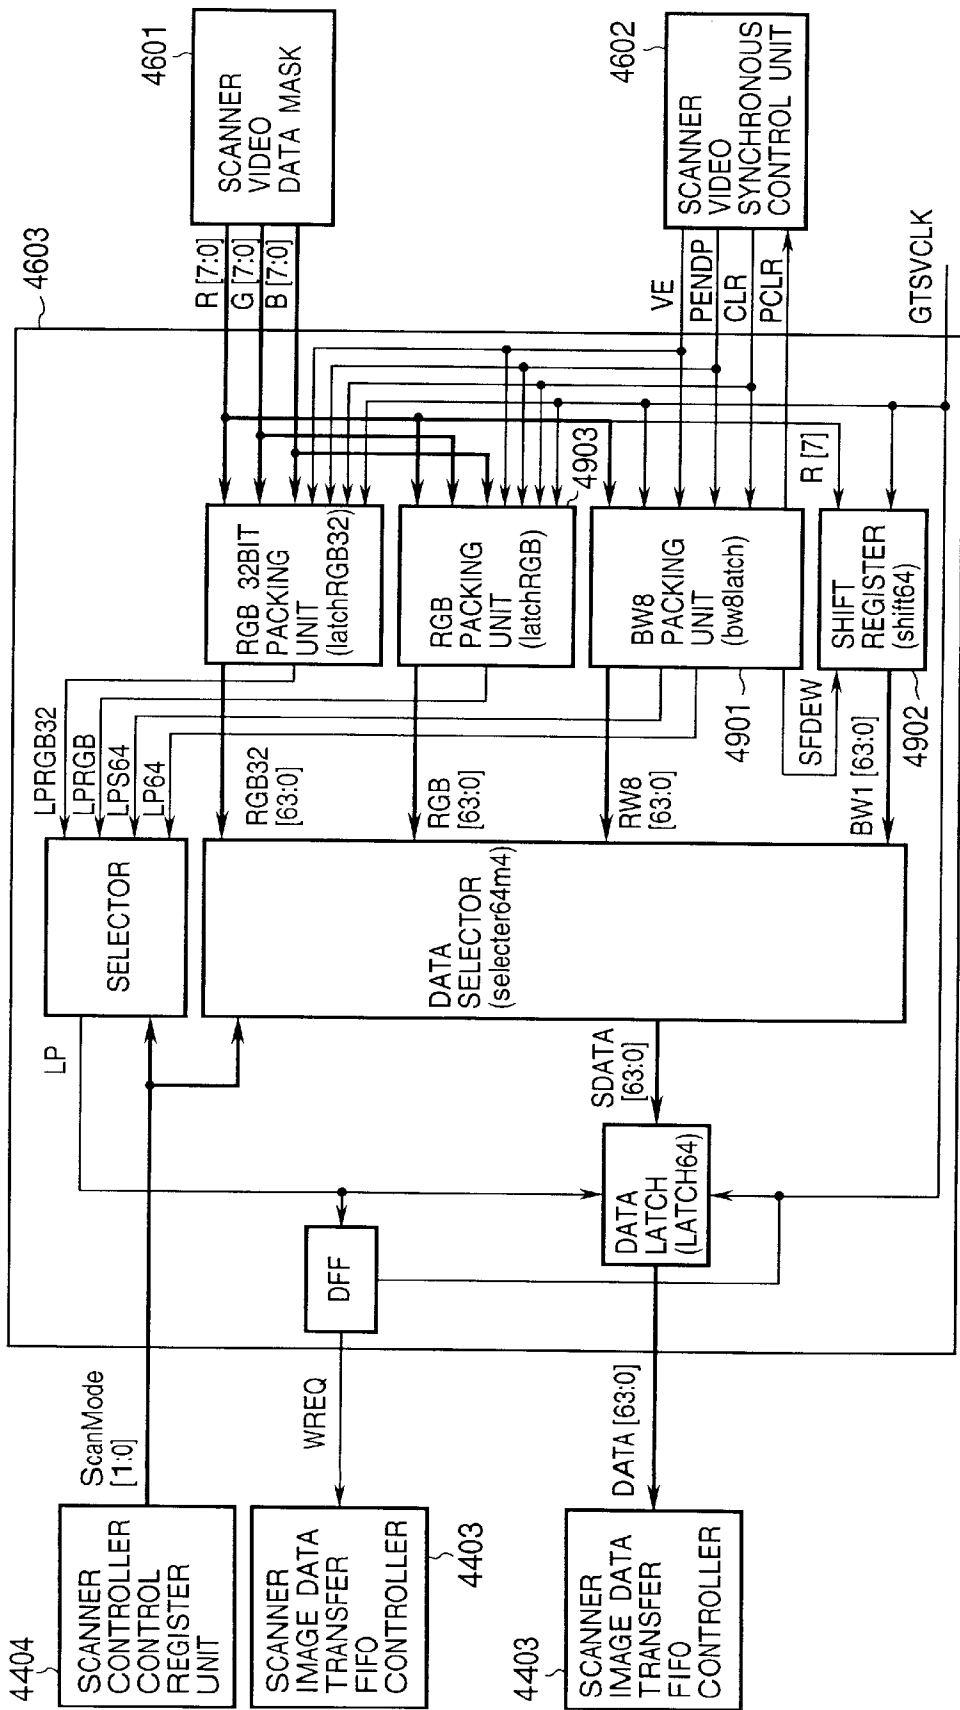 4601
SCANNER
VIDEO
DATA MASK
4602
SCANNER
VIDEO
SYNCHRONOUS
CONTROL UNIT
4603
R [7:0]
G [7:0]
B [7:0]
VE
PENDP
CLR
PCLR
GTSVCLK
R [7]
RGB 32BIT
PACKING
UNIT
(latchRGB32)
4903
RGB
PACKING
UNIT
(latchRGB)
BW8
PACKING
UNIT
(bw8latch)
SHIFT
REGISTER
(shift64)
4901
SFDEW
4902
LPRGB32
LPRGB
LPS64
LP64
RGB32
[63:0]
RGB
[63:0]
RW8
[63:0]
BW1 [63:0]
SELECTOR
DATA
SELECTOR
(selecter64m4)
LP
SDATA
[63:0]
DFF
DATA
LATCH
(LATCH64)
ScanMode
[1:0]
WREQ
DATA [63:0]
4404
SCANNER
CONTROLLER
CONTROL
REGISTER
UNIT
SCANNER
IMAGE DATA
TRANSFER
FIFO
CONTROLLER
4403
4403
SCANNER
IMAGE DATA
TRANSFER
FIFO
CONTROLLER